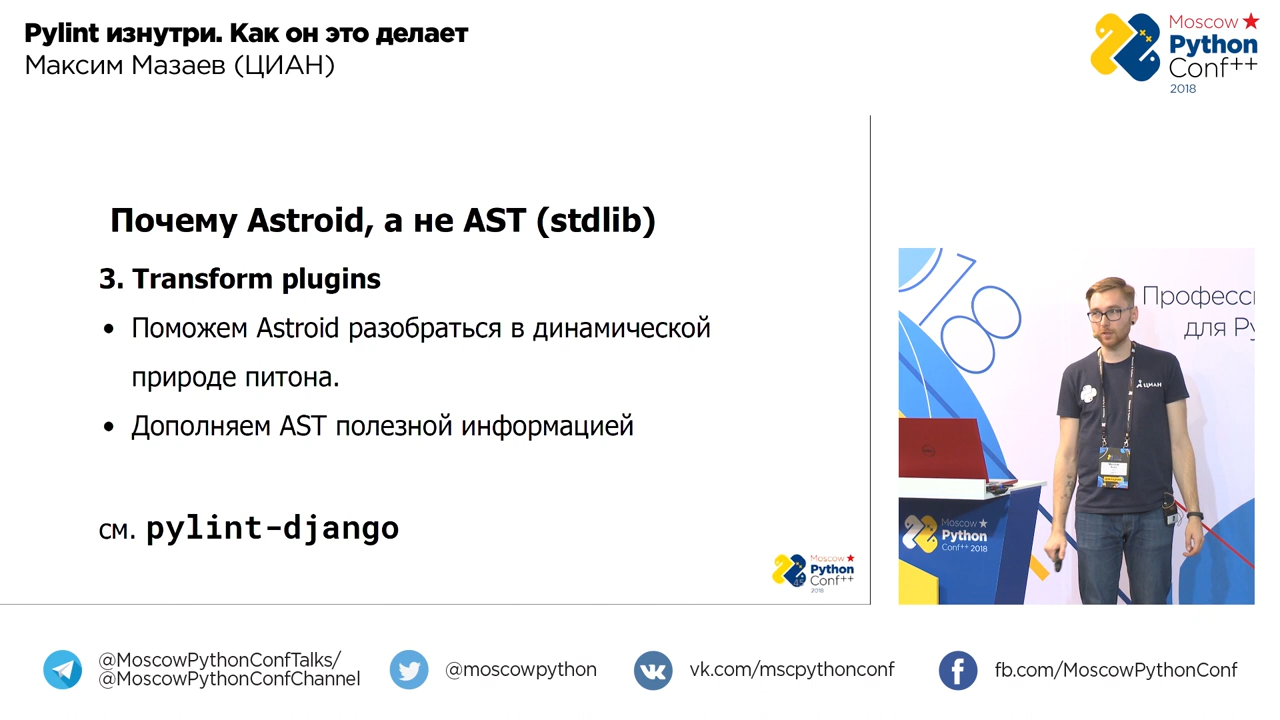 Pylint изнутри. Как он это делает
Максим Мазаев (ЦИАН)
Moscow
Python
Conf++
2018
Почему Astroid, а не AST (stdlib)
3. Transform plugins
• Поможем Astroid разобраться в динамической
природе питона.
• Дополняем AST полезной информацией
см. pylint-django
Moscow
Python
Conf++
2018
018
Професси
для Ру
ЦИАН
Moscow
Python
Conf++ 2018
@MoscowPythonConfTalks/
@MoscowPythonConfChannel
@moscowpython
vk.com/mscpythonconf
fb.com/MoscowPythonConf